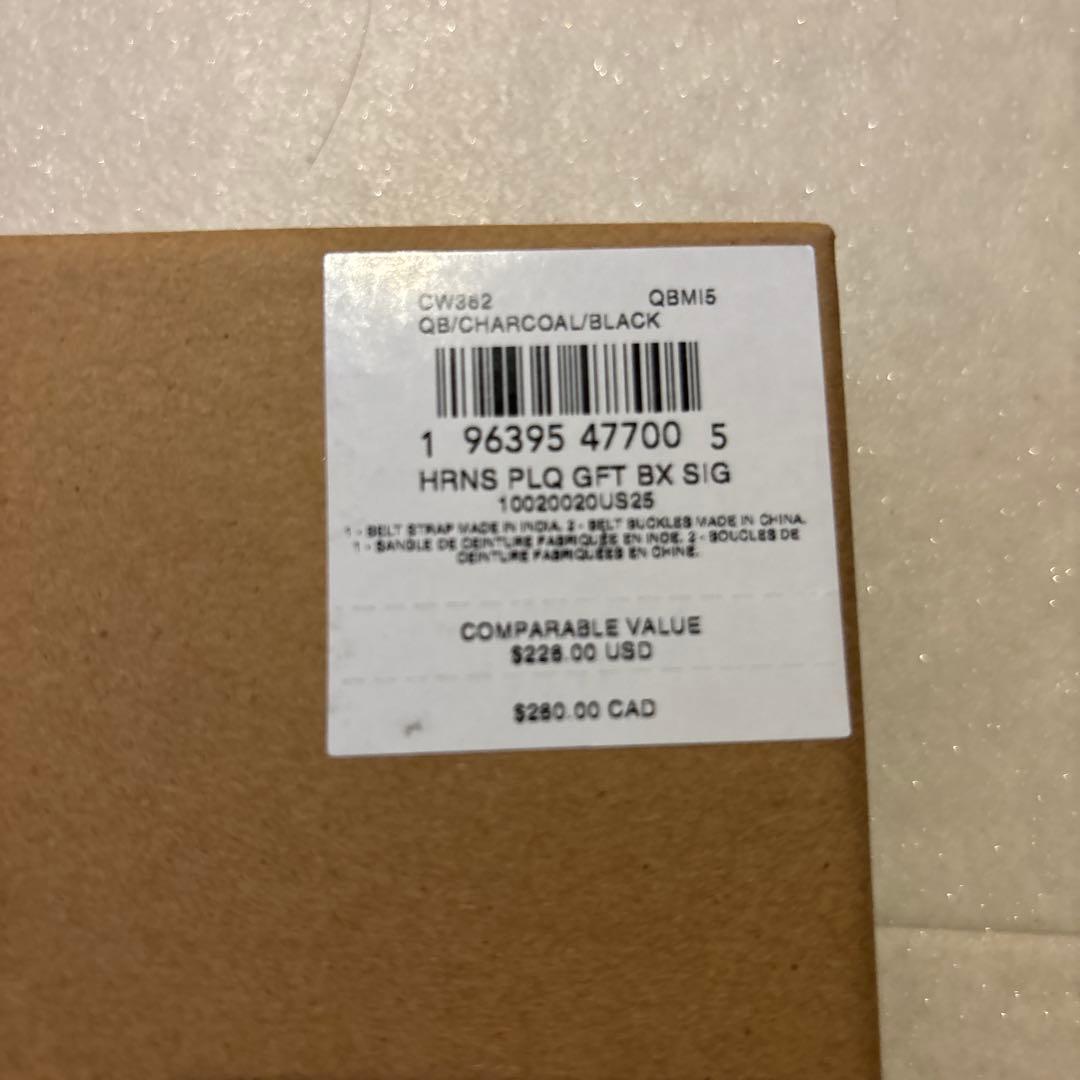 CW382 QBMI5
QB/CHARCOAL/BLACK
1 96395 47700 5
HRNS PLQ GFT BX SIG
10020020US25
1 - BELT STRAP MADE IN INDIA. 2 - BELT BUCKLES MADE IN CHINA.
1 - SANGLE DE CEINTURE FABRIQUÉE EN INDE. 2 - BOUCLES DE
CEINTURE FABRIQUÉES EN CHINE.
COMPARABLE VALUE
$228.00 USD
$280.00 CAD